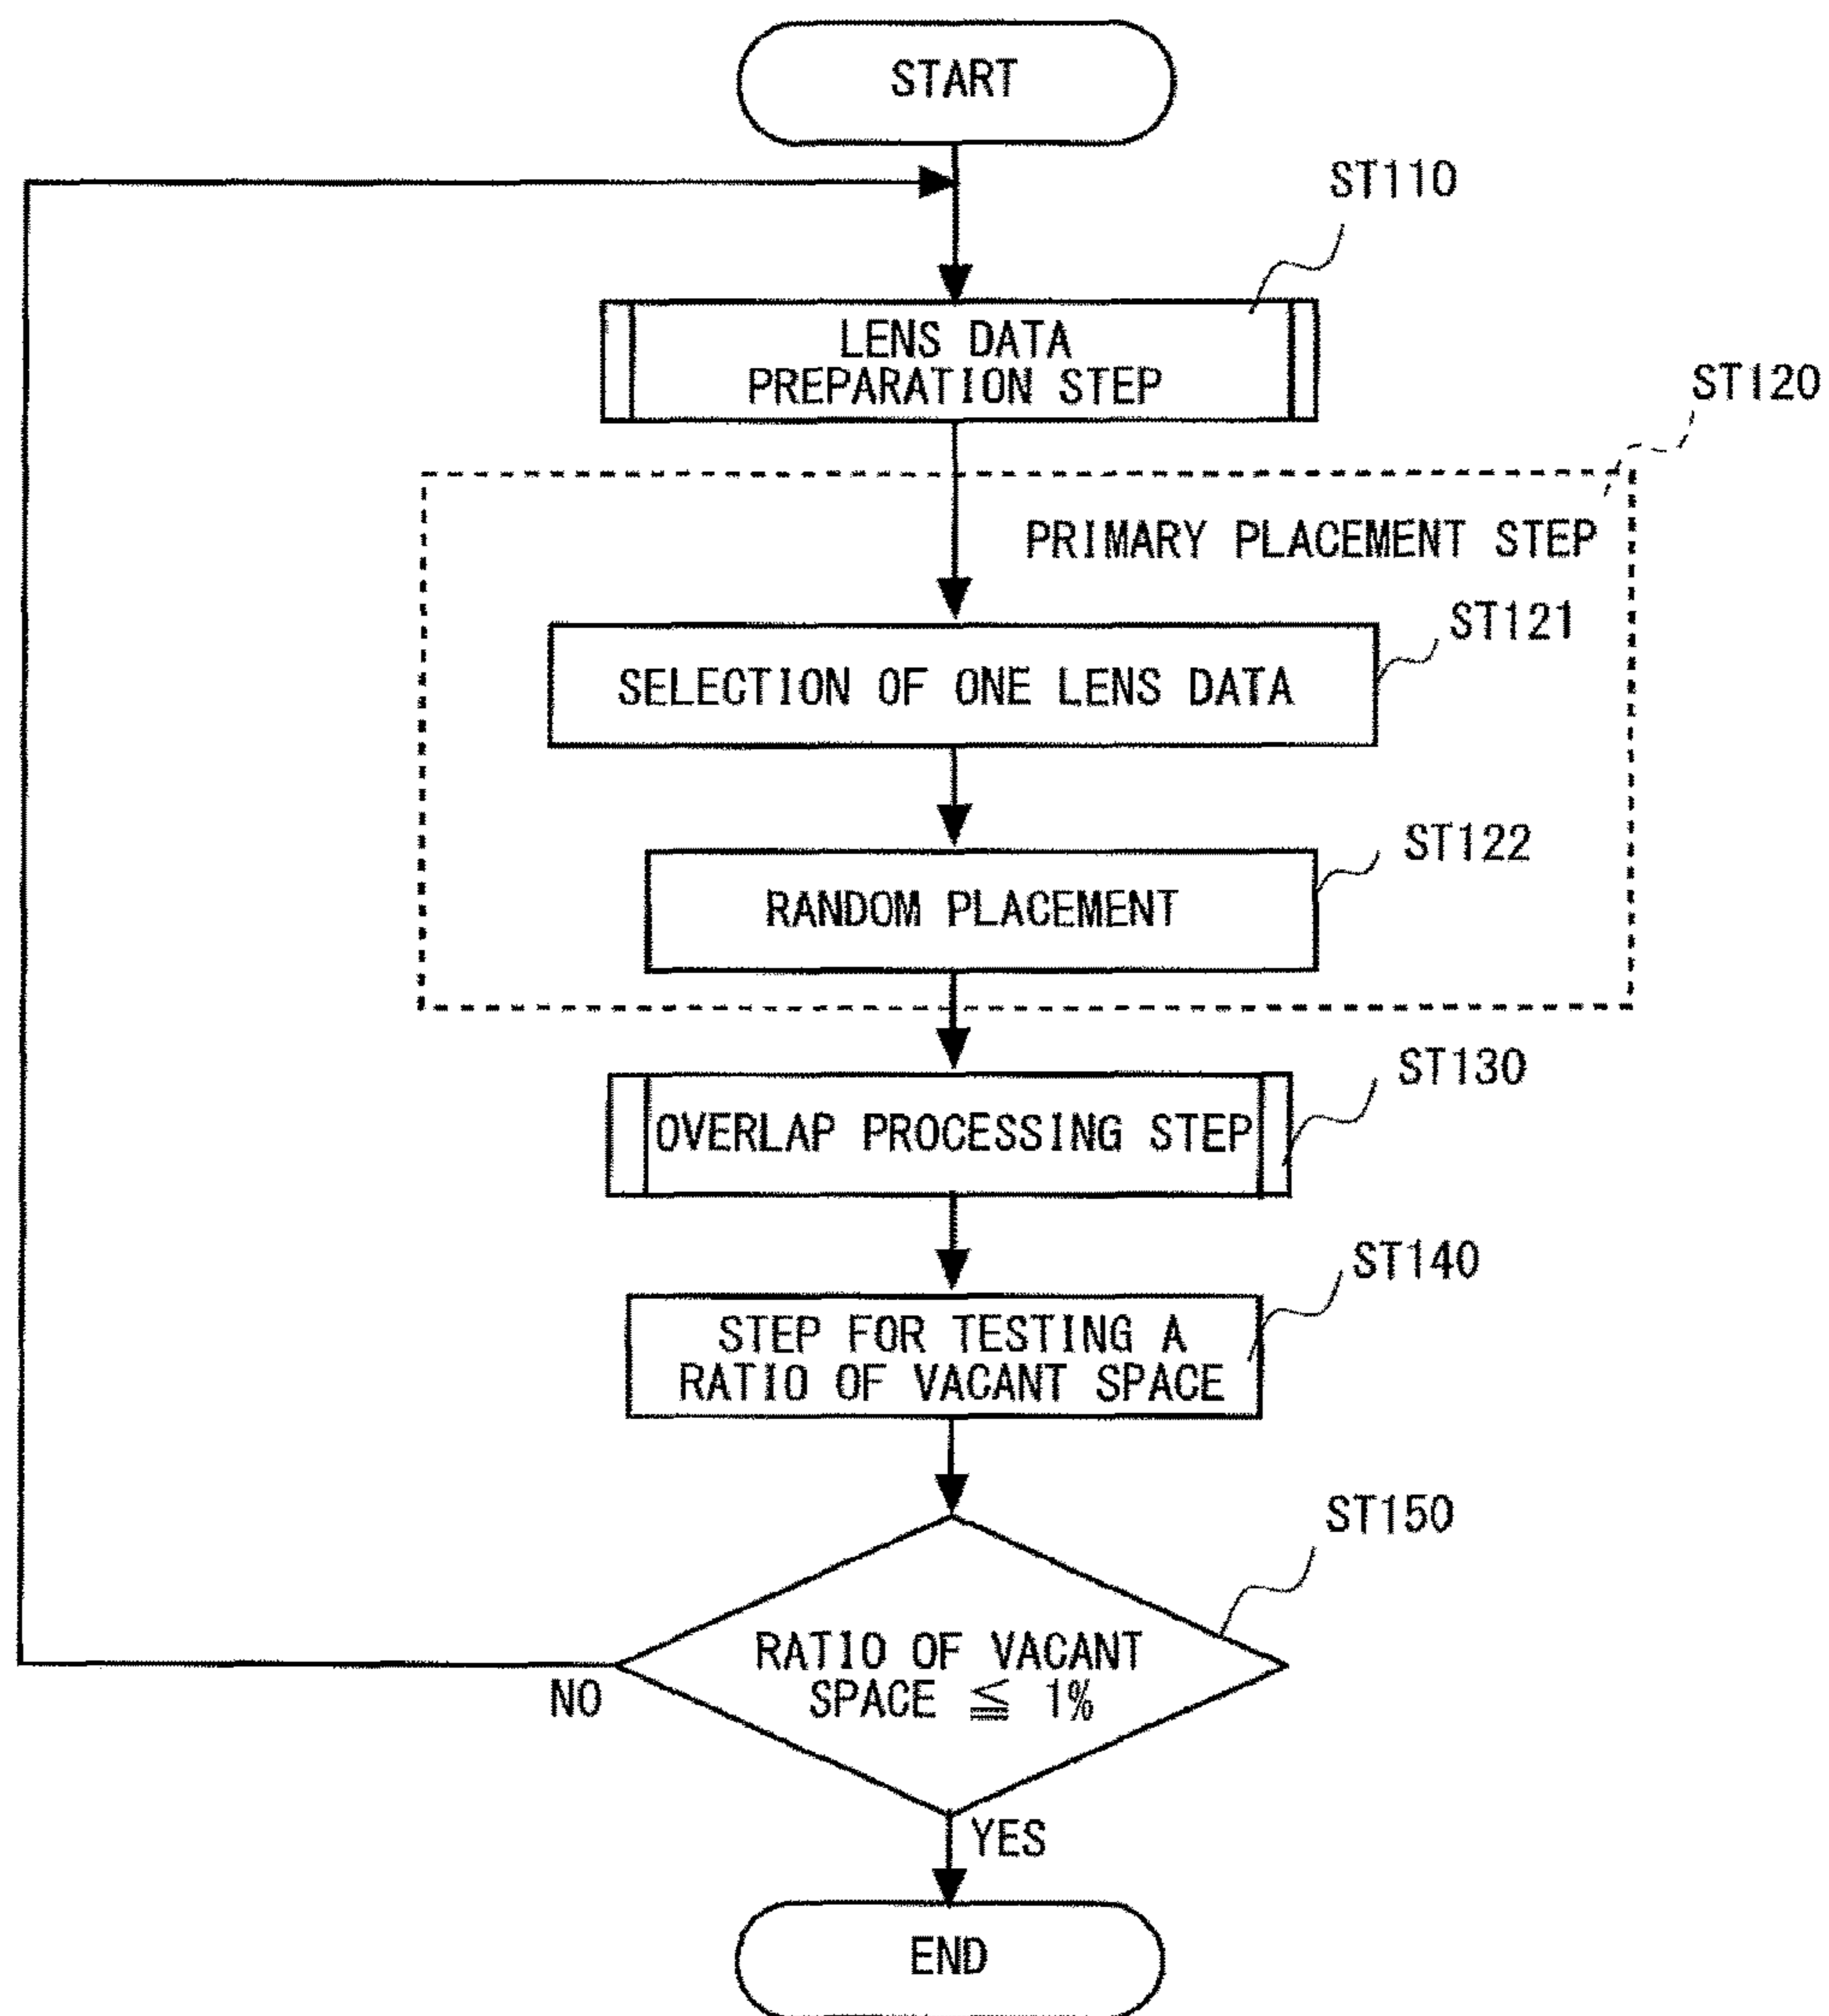 START
ST110
LENS DATA
PREPARATION STEP
ST120
PRIMARY PLACEMENT STEP
ST121
SELECTION OF ONE LENS DATA
ST122
RANDOM PLACEMENT
ST130
OVERLAP PROCESSING STEP
ST140
STEP FOR TESTING A
RATIO OF VACANT SPACE
ST150
RATIO OF VACANT
SPACE ≦ 1%
NO
YES
END